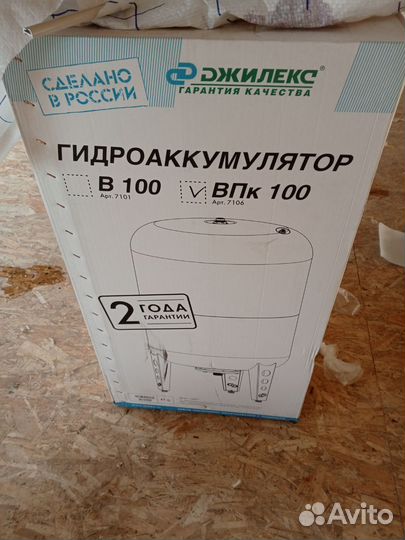 СДЕЛАНО
В РОССИИ
ДЖИЛЕКС®
ГАРАНТИЯ КАЧЕСТВА
ГИДРОАККУМУЛЯТОР
В 100
Арт. 7101
ВПк 100
Арт. 7106
2 ГОДА
ГАРАНТИИ
Avito